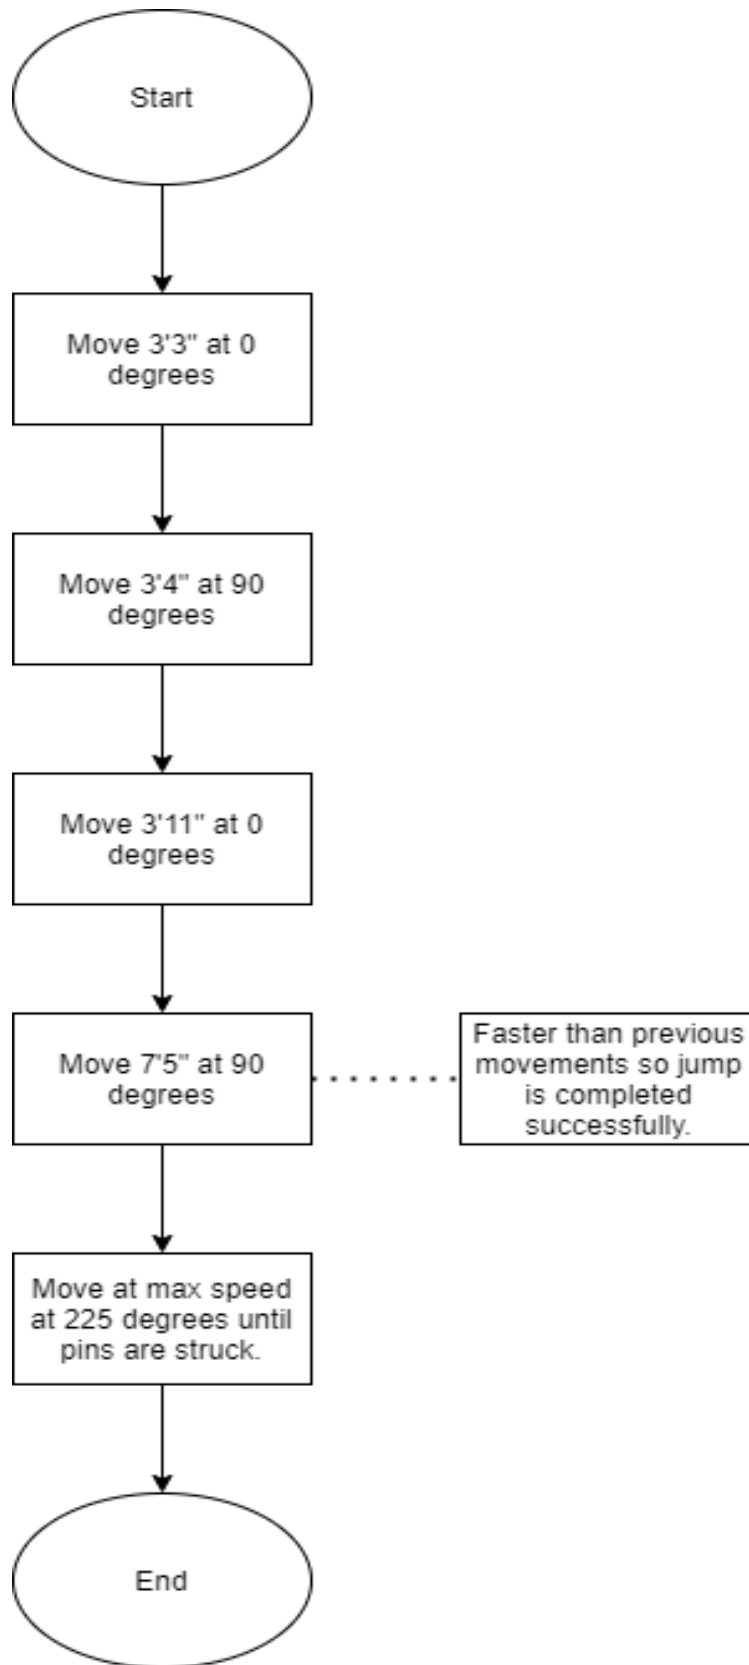 Start
Move 3'3" at 0
degrees
Move 3'4" at 90
degrees
Move 3'11" at 0
degrees
Move 7'5" at 90
degrees
Faster than previous
movements so jump
is completed
successfully.
Move at max speed
at 225 degrees until
pins are struck.
End